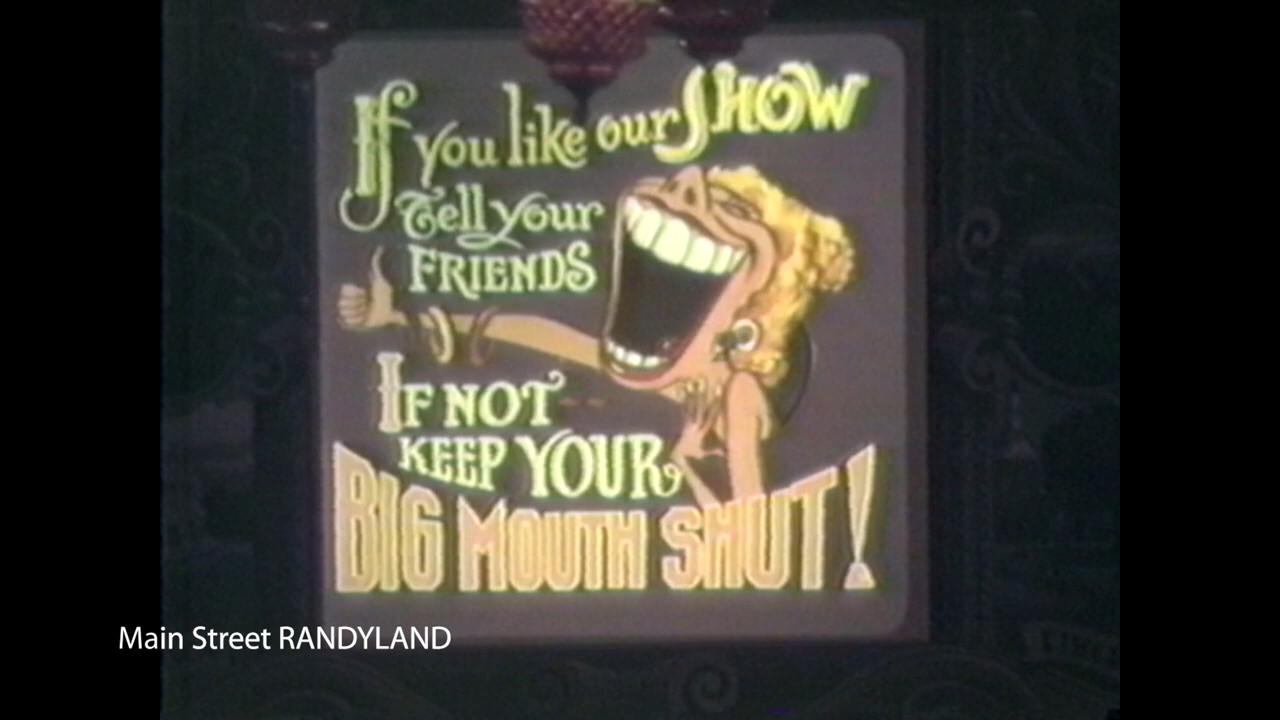 If you like our SHOW
Tell your
FRIENDS
IF NOT--
KEEP YOUR
BIG MOUTH SHUT!
Main Street RANDYLAND